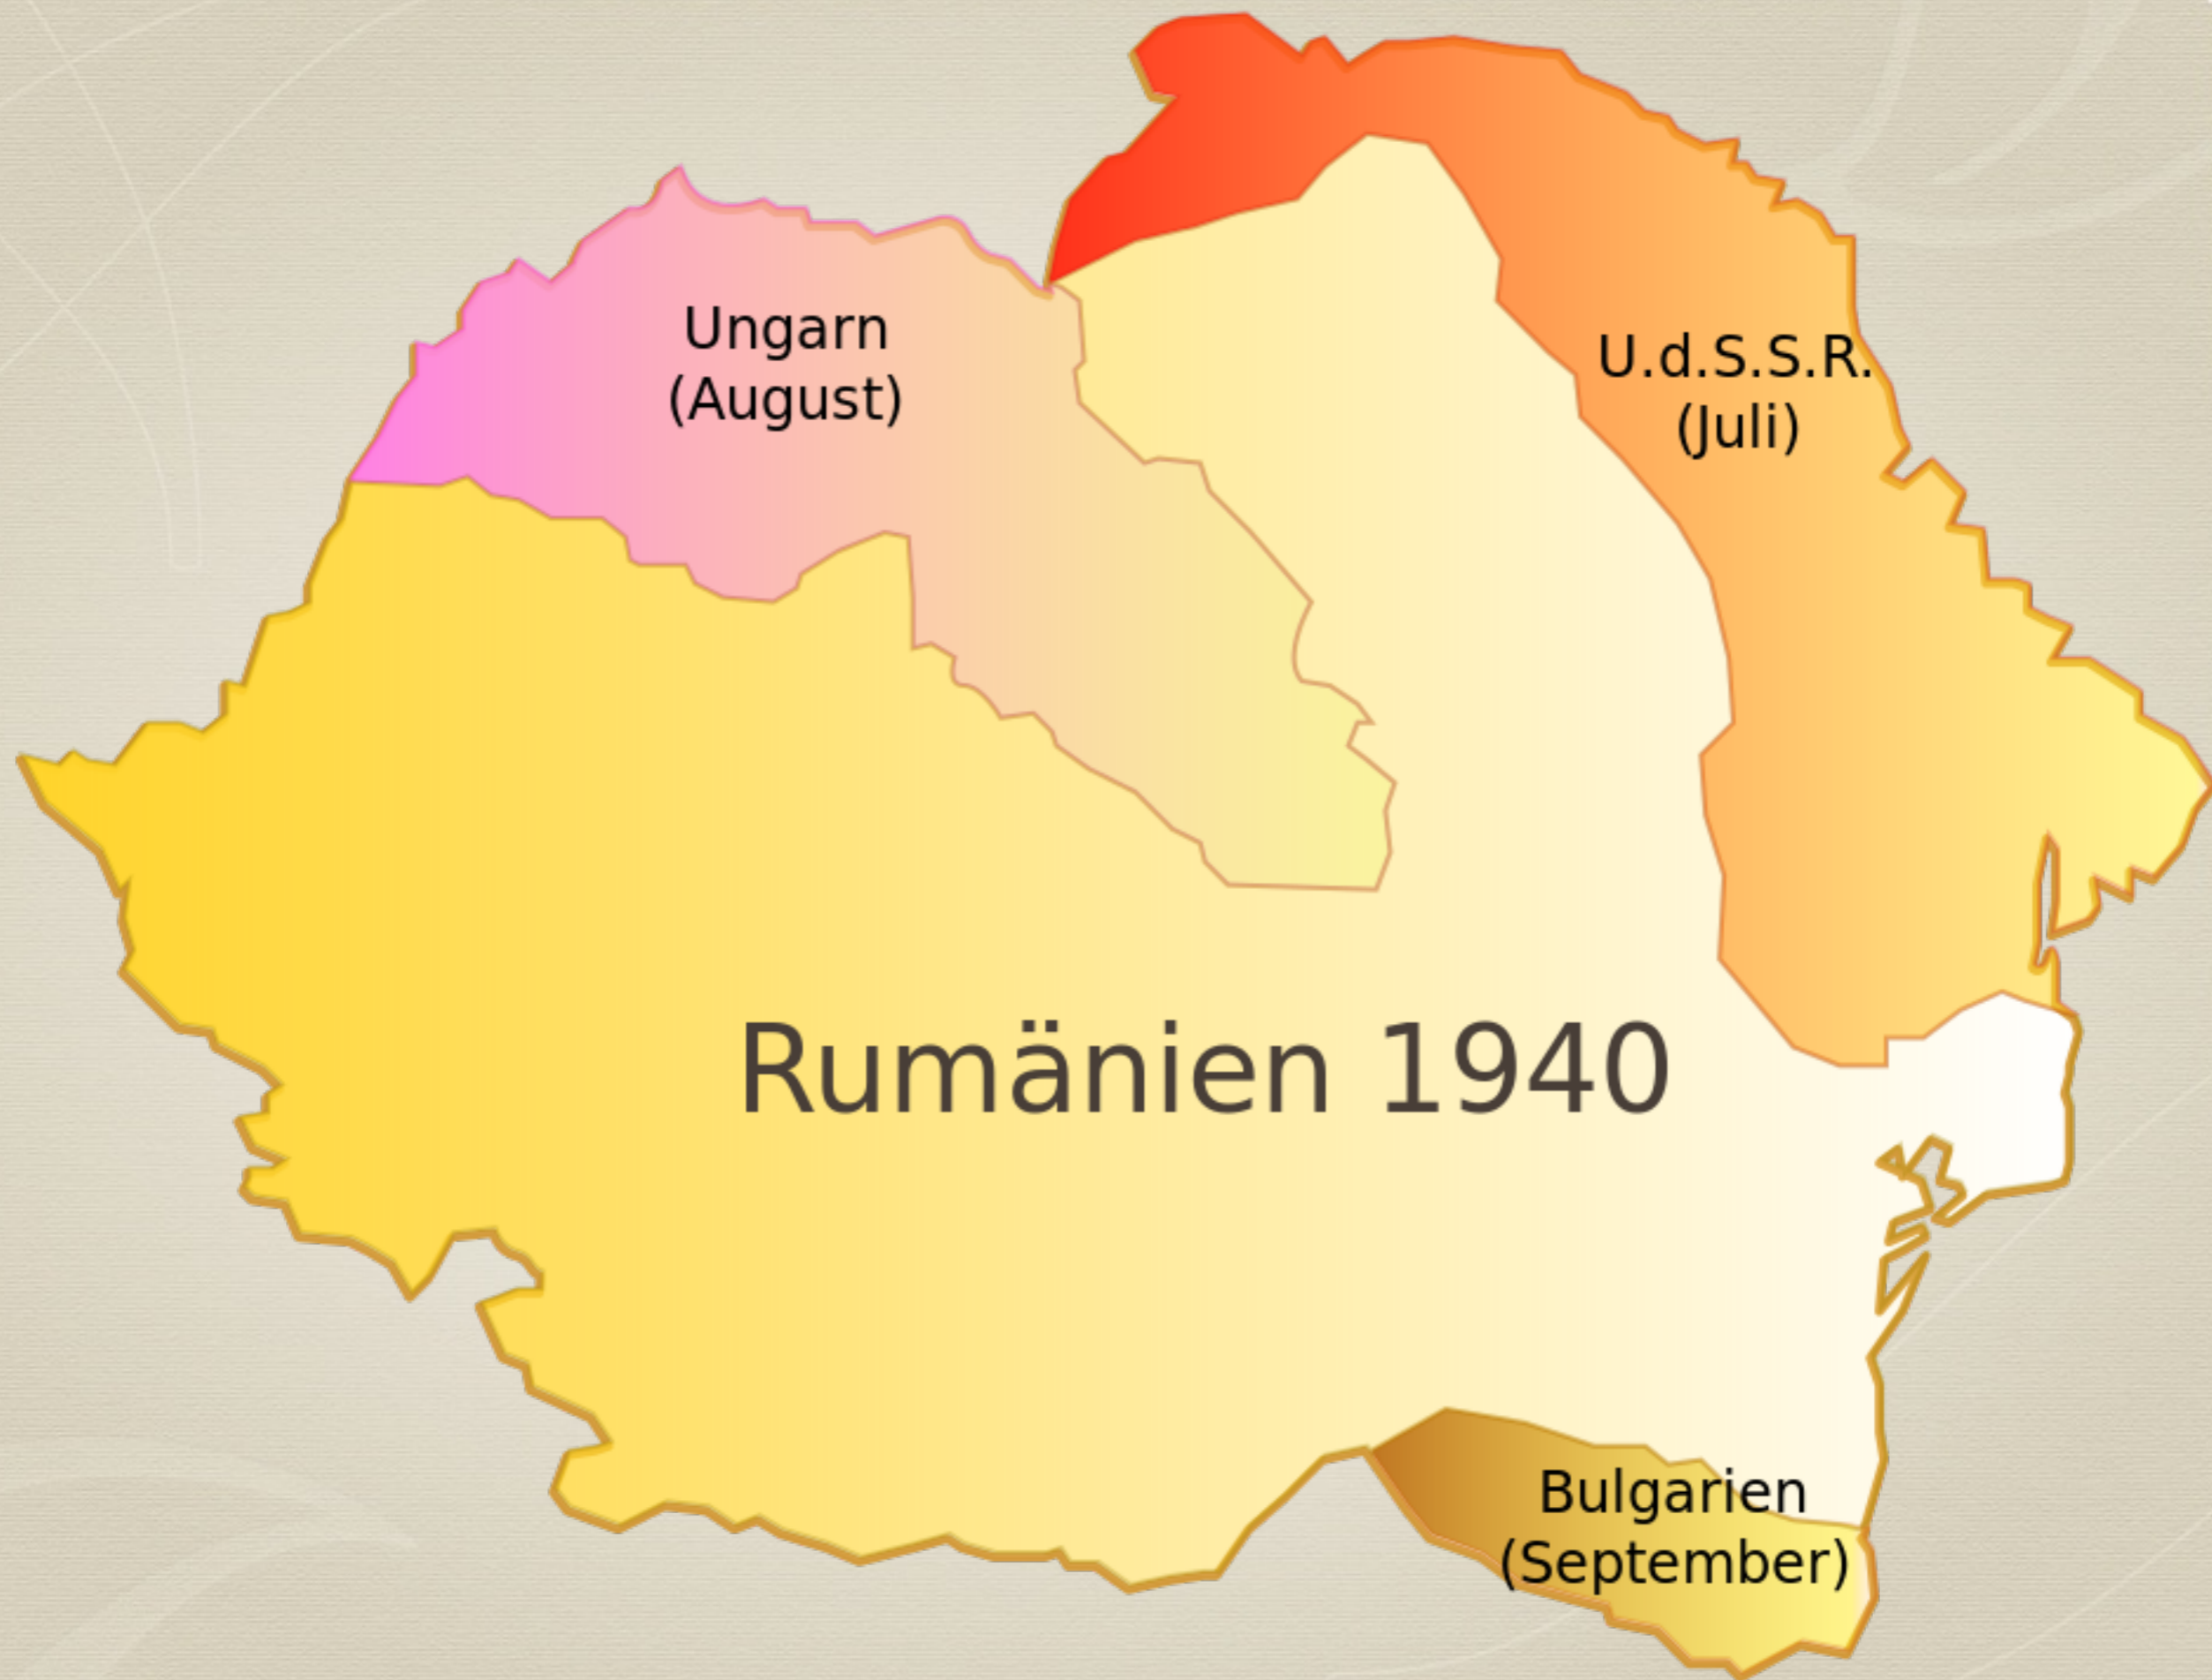 Ungarn
(August)
U.d.S.S.R.
(Juli)
Rumänien 1940
Bulgarien
(September)